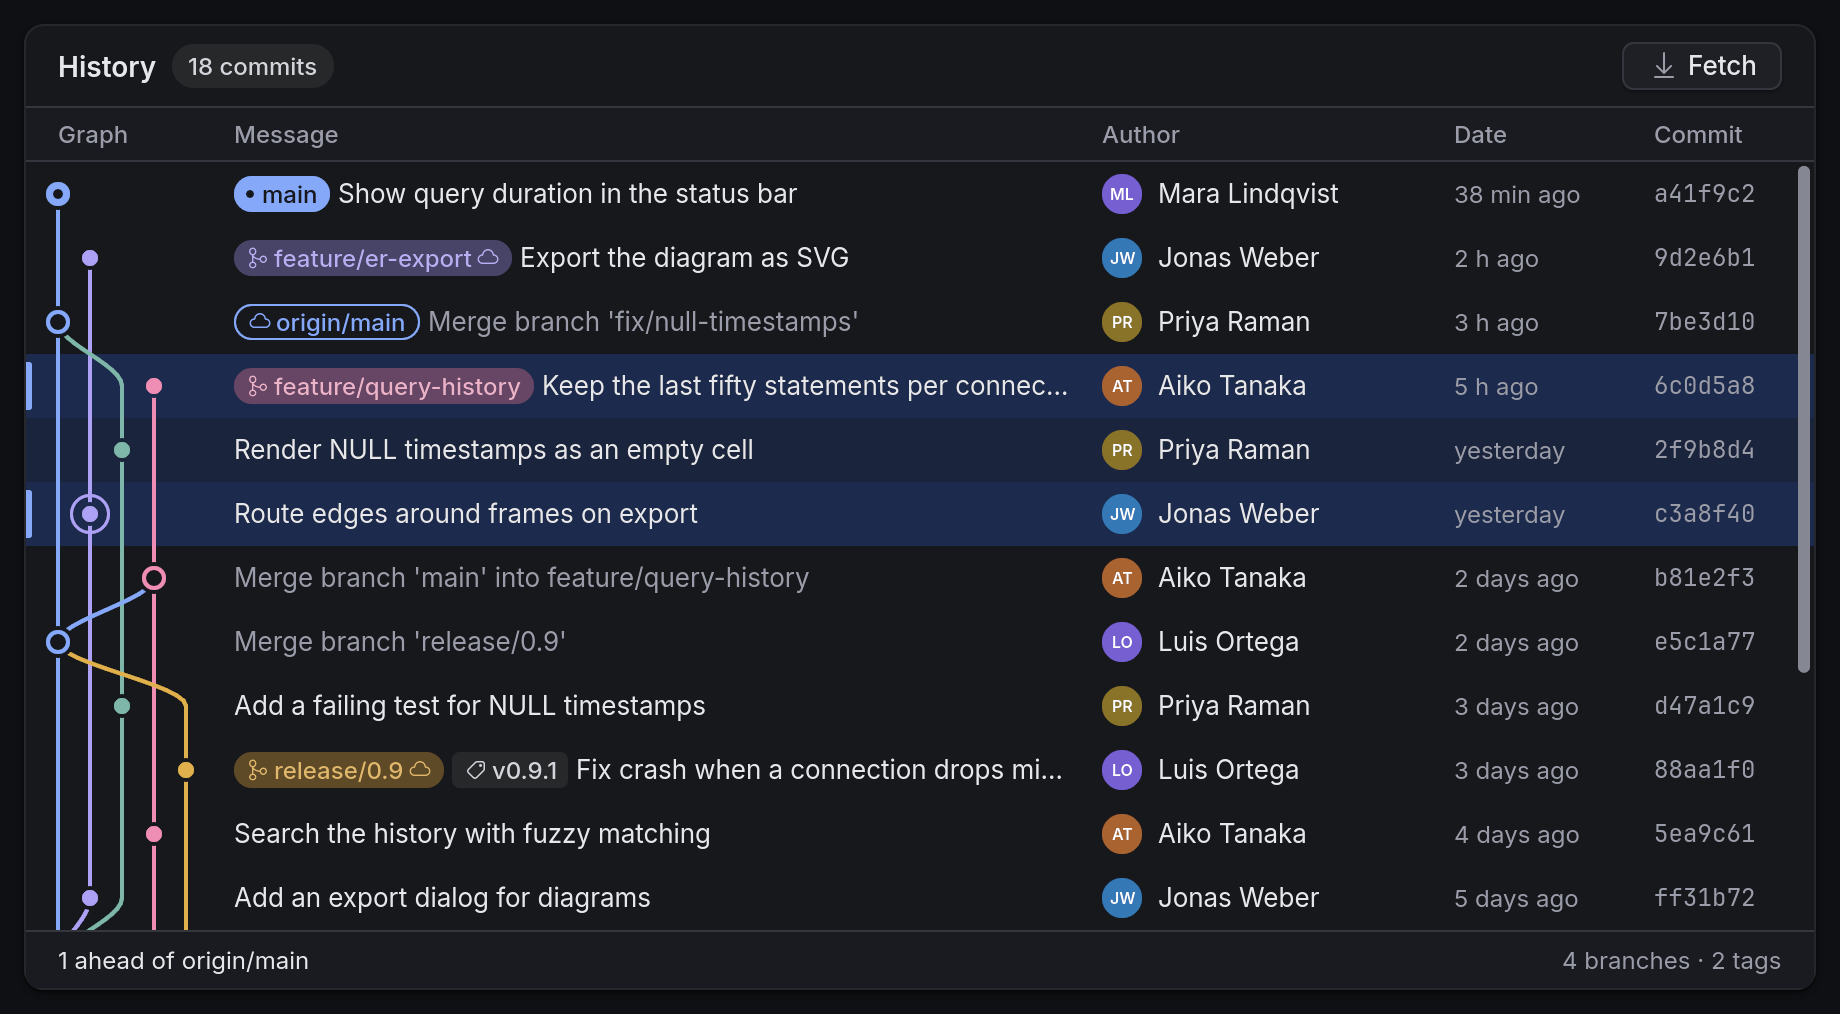 History 18 commits Fetch
Graph Message Author Date Commit
main Show query duration in the status bar ML Mara Lindqvist 38 min ago a41f9c2
feature/er-export Export the diagram as SVG JW Jonas Weber 2 h ago 9d2e6b1
origin/main Merge branch 'fix/null-timestamps' PR Priya Raman 3 h ago 7be3d10
feature/query-history Keep the last fifty statements per connec... AT Aiko Tanaka 5 h ago 6c0d5a8
Render NULL timestamps as an empty cell PR Priya Raman yesterday 2f9b8d4
Route edges around frames on export JW Jonas Weber yesterday c3a8f40
Merge branch 'main' into feature/query-history AT Aiko Tanaka 2 days ago b81e2f3
Merge branch 'release/0.9' LO Luis Ortega 2 days ago e5c1a77
Add a failing test for NULL timestamps PR Priya Raman 3 days ago d47a1c9
release/0.9 v0.9.1 Fix crash when a connection drops mi... LO Luis Ortega 3 days ago 88aa1f0
Search the history with fuzzy matching AT Aiko Tanaka 4 days ago 5ea9c61
Add an export dialog for diagrams JW Jonas Weber 5 days ago ff31b72
1 ahead of origin/main 4 branches · 2 tags